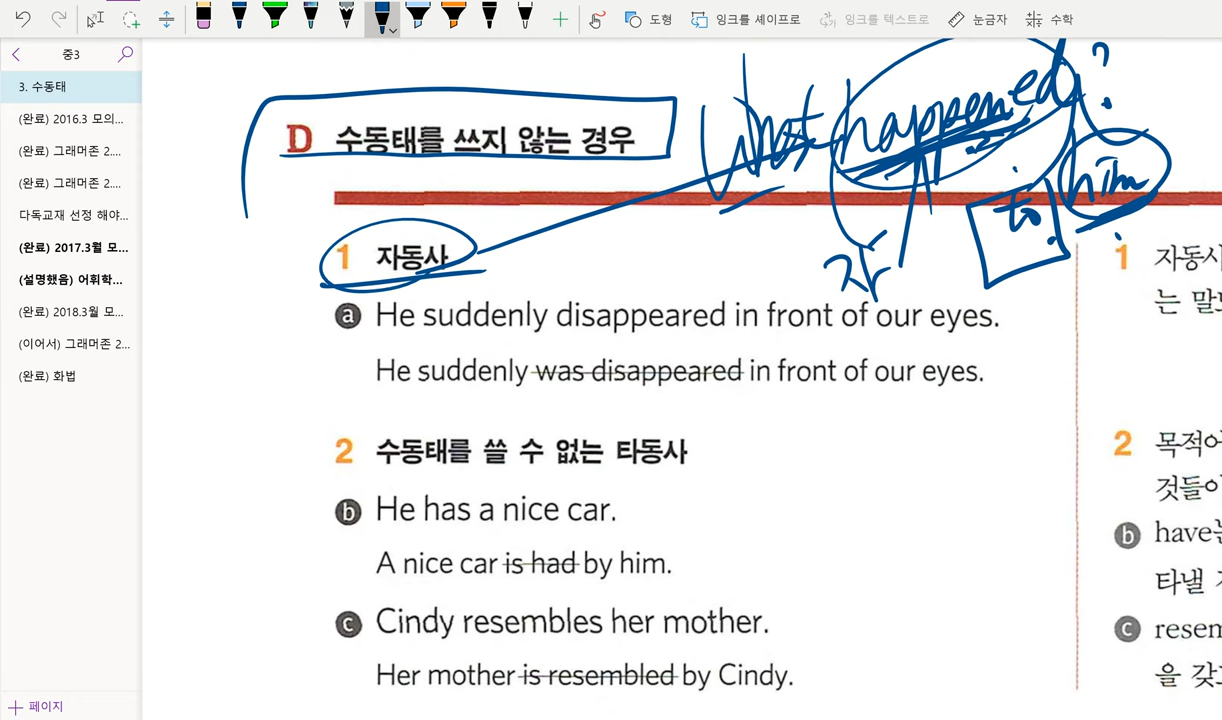 도형
잉크를 셰이프로
잉크를 텍스트로
눈금자
수학
중3
3. 수동태
(완료) 2016.3 모의...
(완료) 그래머존 2....
(완료) 그래머존 2....
다독교재 선정 해야...
(완료) 2017.3월 모...
(설명했음) 어휘학...
(완료) 2018.3월 모...
(이어서) 그래머존 2...
(완료) 화법
페이지
What happened to him?
자
D 수동태를 쓰지 않는 경우
1 자동사
a He suddenly disappeared in front of our eyes.
He suddenly was disappeared in front of our eyes.
2 수동태를 쓸 수 없는 타동사
b He has a nice car.
A nice car is had by him.
c Cindy resembles her mother.
Her mother is resembled by Cindy.
1 자동사
는
2 목적어
것들이
b have는
타낼
c resem
을 갖고